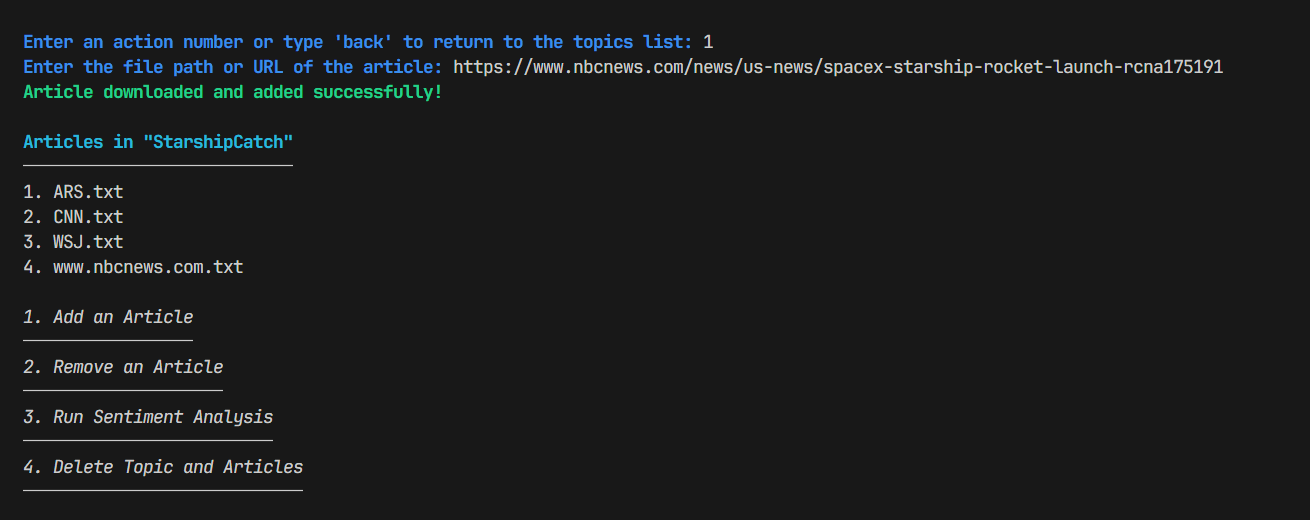 Enter an action number or type 'back' to return to the topics list: 1
Enter the file path or URL of the article: https://www.nbcnews.com/news/us-news/spacex-starship-rocket-launch-rcna175191
Article downloaded and added successfully!
Articles in "StarshipCatch"
1. ARS.txt
2. CNN.txt
3. WSJ.txt
4. www.nbcnews.com.txt
1. Add an Article
2. Remove an Article
3. Run Sentiment Analysis
4. Delete Topic and Articles